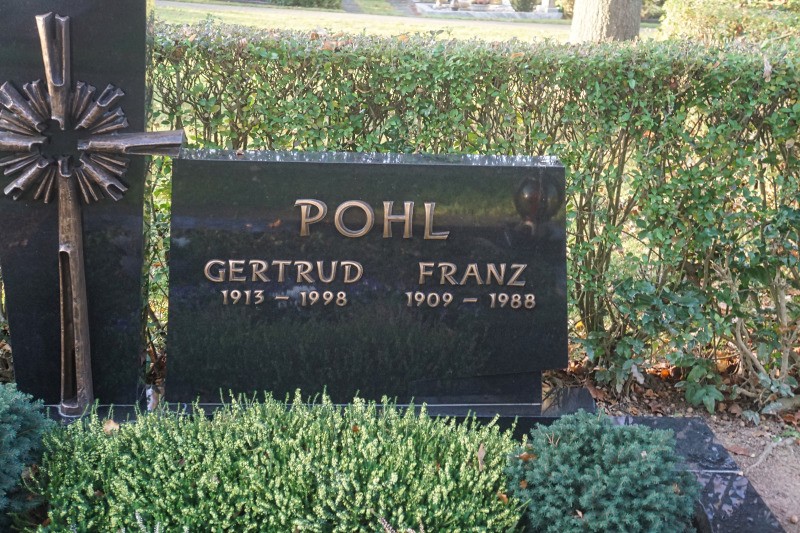 POHL
GERTRUD FRANZ
1913 – 1998 1909 – 1988